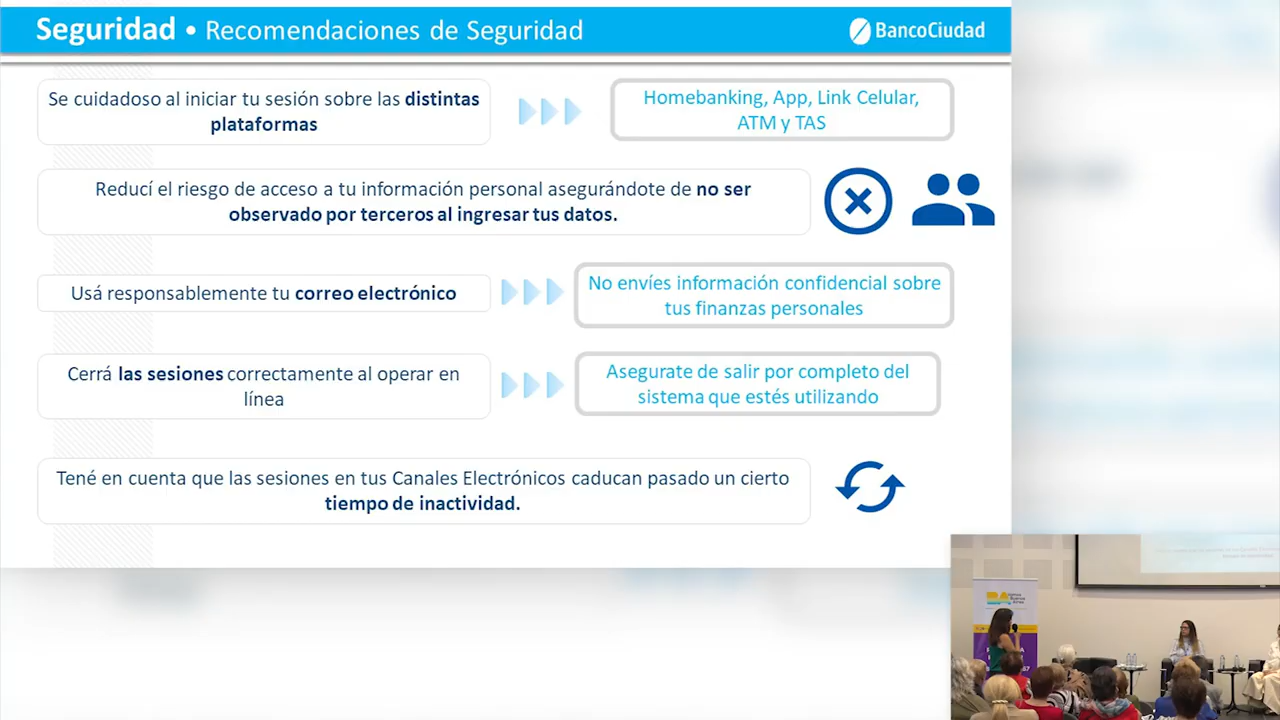 Seguridad • Recomendaciones de Seguridad
BancoCiudad
Se cuidadoso al iniciar tu sesión sobre las distintas
plataformas
Homebanking, App, Link Celular,
ATM y TAS
Reducí el riesgo de acceso a tu información personal asegurándote de no ser
observado por terceros al ingresar tus datos.
Usá responsablemente tu correo electrónico
No envíes información confidencial sobre
tus finanzas personales
Cerrá las sesiones correctamente al operar en
línea
Asegurate de salir por completo del
sistema que estés utilizando
Tené en cuenta que las sesiones en tus Canales Electrónicos caducan pasado un cierto
tiempo de inactividad.
BA
Buenos
Aires